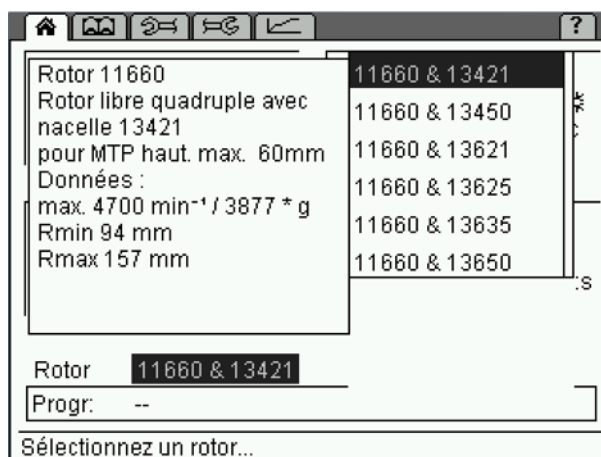 ?
Rotor 11660
Rotor libre quadruple avec
nacelle 13421
pour MTP haut. max. 60mm
Données :
max. 4700 min⁻¹ / 3877 * g
Rmin 94 mm
Rmax 157 mm
11660 & 13421
11660 & 13450
11660 & 13621
11660 & 13625
11660 & 13635
11660 & 13650
Rotor 11660 & 13421
Progr: --
Sélectionnez un rotor...